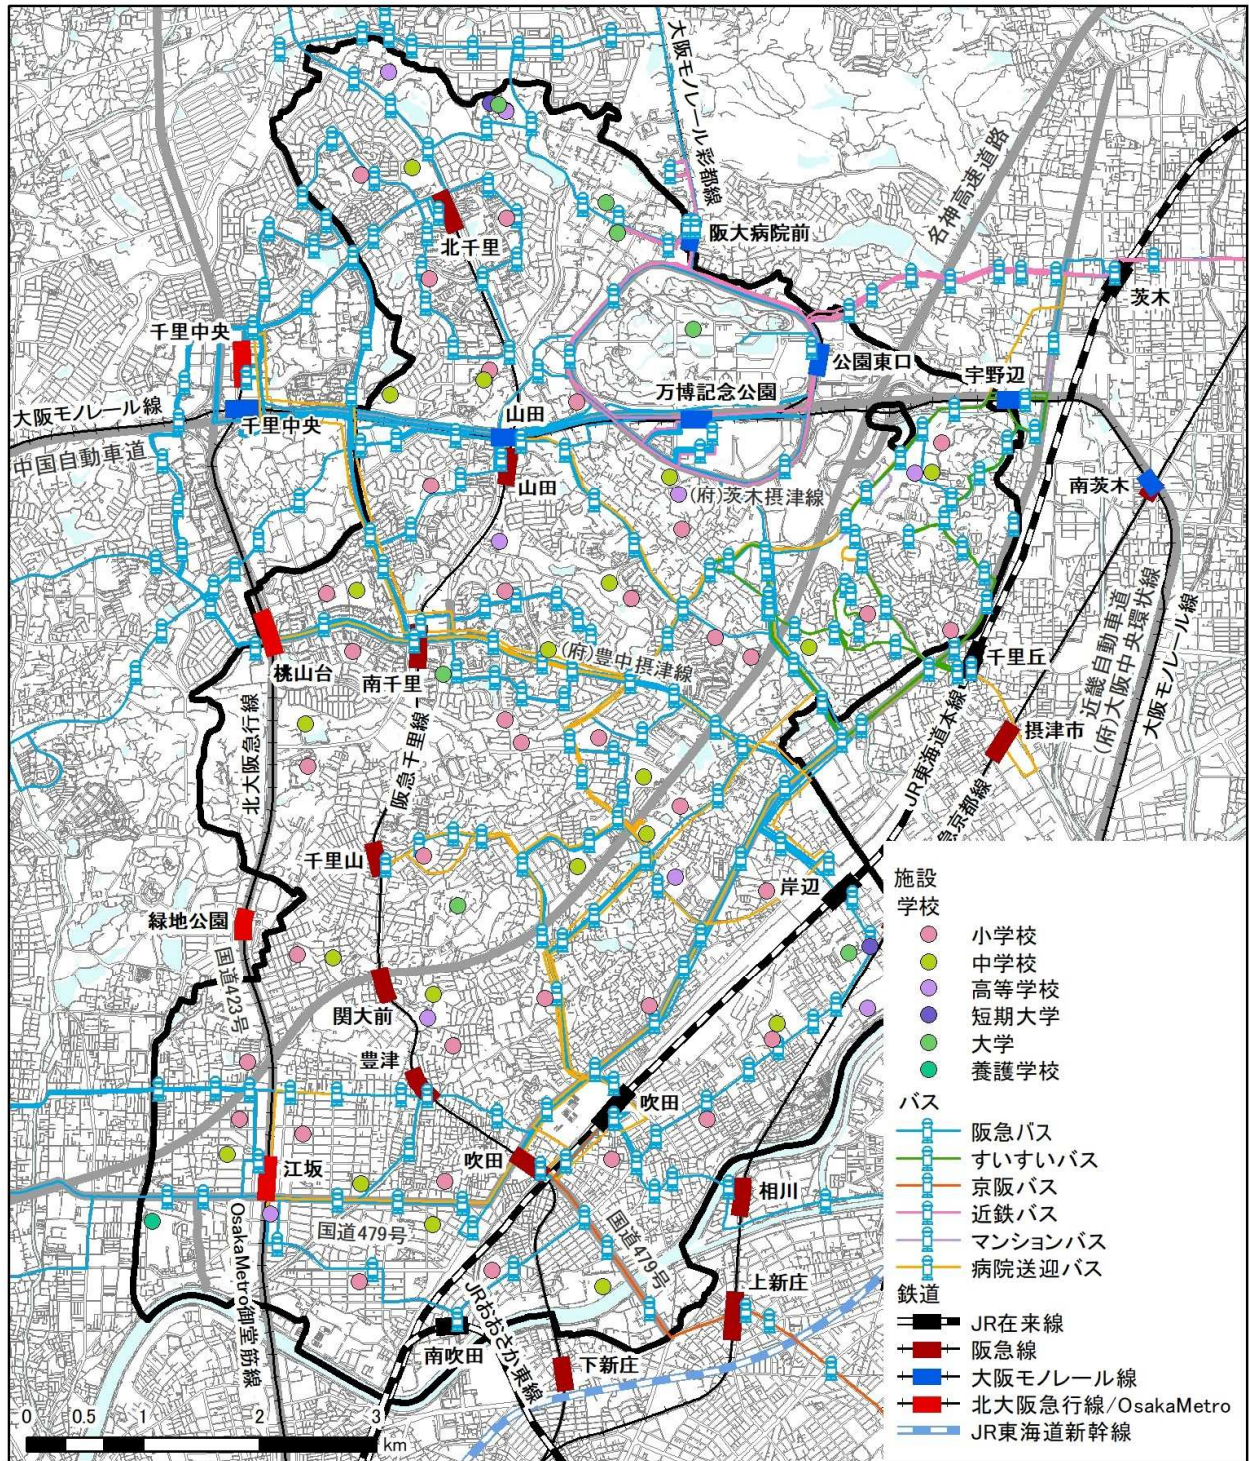 大阪モノレール彩都線
名神高速道路
阪大病院前
北千里
茨木
千里中央
公園東口
宇野辺
万博記念公園
大阪モノレール線
千里中央
山田
中国自動車道
山田
(府)茨木摂津線
南茨木
(府)豊中摂津線
千里丘
桃山台
南千里
近畿自動車道
(府)大阪中央環状線
大阪モノレール線
摂津市
北大阪急行線
阪急千里線
JR東海道本線
京都線
千里山
岸辺
緑地公園
国道423号
関大前
豊津
吹田
吹田
江坂
相川
国道479号
国道479号
OsakaMetro御堂筋線
JRおおさか東線
上新庄
南吹田
下新庄
0 0.5 1 2 3
km
施設
学校
小学校
中学校
高等学校
短期大学
大学
養護学校
バス
阪急バス
すいすいバス
京阪バス
近鉄バス
マンションバス
病院送迎バス
鉄道
JR在来線
阪急線
大阪モノレール線
北大阪急行線/OsakaMetro
JR東海道新幹線